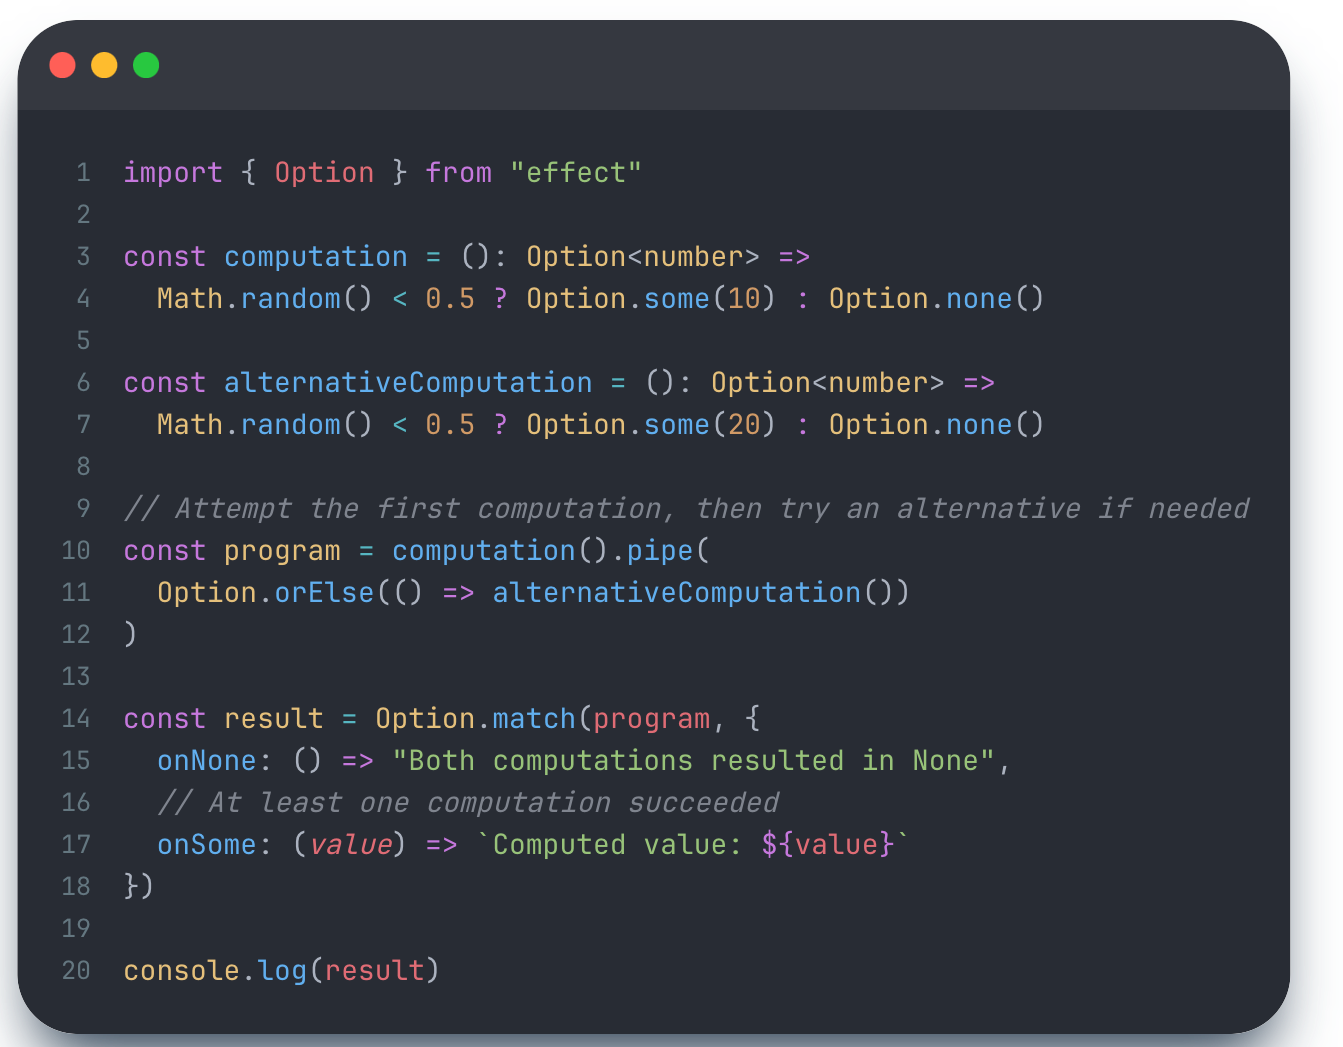 1 import { Option } from "effect"
2
3 const computation = (): Option<number> =>
4   Math.random() < 0.5 ? Option.some(10) : Option.none()
5
6 const alternativeComputation = (): Option<number> =>
7   Math.random() < 0.5 ? Option.some(20) : Option.none()
8
9 // Attempt the first computation, then try an alternative if needed
10 const program = computation().pipe(
11   Option.orElse(() => alternativeComputation())
12 )
13
14 const result = Option.match(program, {
15   onNone: () => "Both computations resulted in None",
16   // At least one computation succeeded
17   onSome: (value) => `Computed value: ${value}`
18 })
19
20 console.log(result)